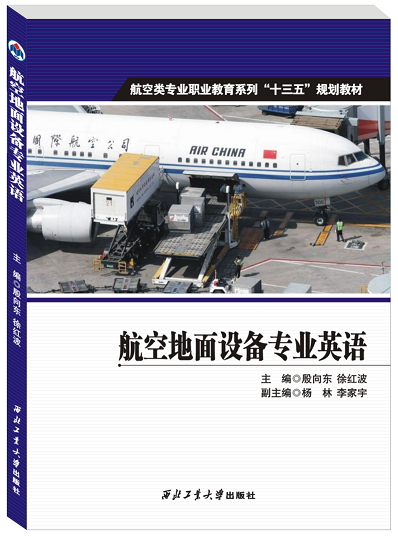 航空地面设备专业英语
主 编◎殷向东 徐红波
西北工业大学出版社
航空类专业职业教育系列“十三五”规划教材
國際航空公司
AIR CHINA
航空地面设备专业英语
主 编◎殷向东 徐红波
副主编◎杨 林 李家宇
西北工业大学出版社